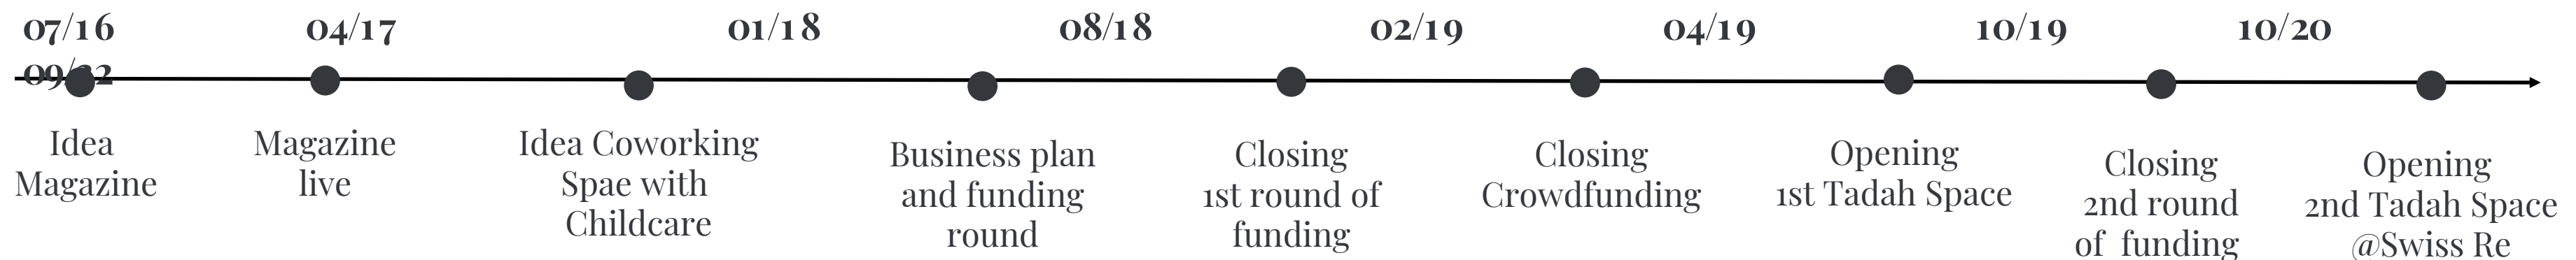 07/16 04/17 01/18 08/18 02/19 04/19 10/19 10/20
09/22
Idea
Magazine
Magazine
live
Idea Coworking
Spae with
Childcare
Business plan
and funding
round
Closing
1st round of
funding
Closing
Crowdfunding
Opening
1st Tadah Space
Closing
2nd round
of funding
Opening
2nd Tadah Space
@Swiss Re